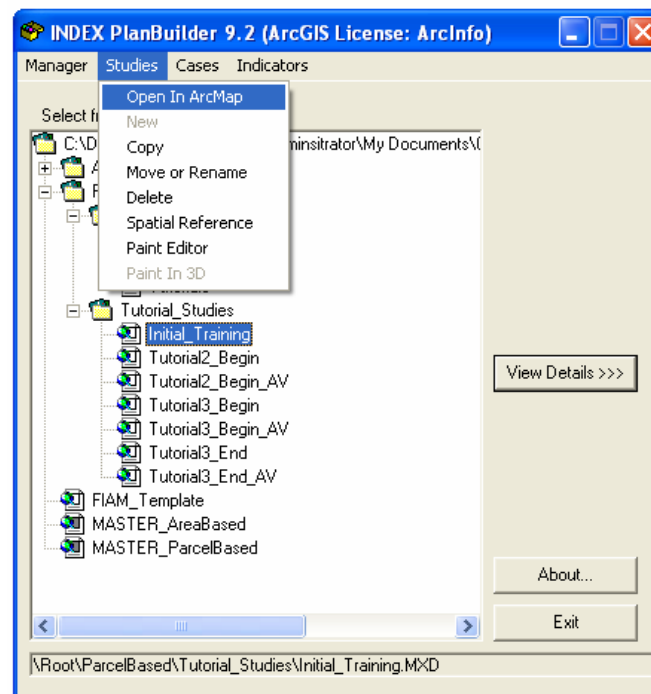 INDEX PlanBuilder 9.2 (ArcGIS License: ArcInfo)
Manager Studies Cases Indicators
Open In ArcMap
New
Copy
Move or Rename
Delete
Spatial Reference
Paint Editor
Paint In 3D
Select
C:\D minsitrator\My Documents\(
Tutorial_Studies
Initial_Training
Tutorial2_Begin
Tutorial2_Begin_AV
Tutorial3_Begin
Tutorial3_Begin_AV
Tutorial3_End
Tutorial3_End_AV
FIAM_Template
MASTER_AreaBased
MASTER_ParcelBased
View Details >>>
About...
Exit
\Root\ParcelBased\Tutorial_Studies\Initial_Training.MXD